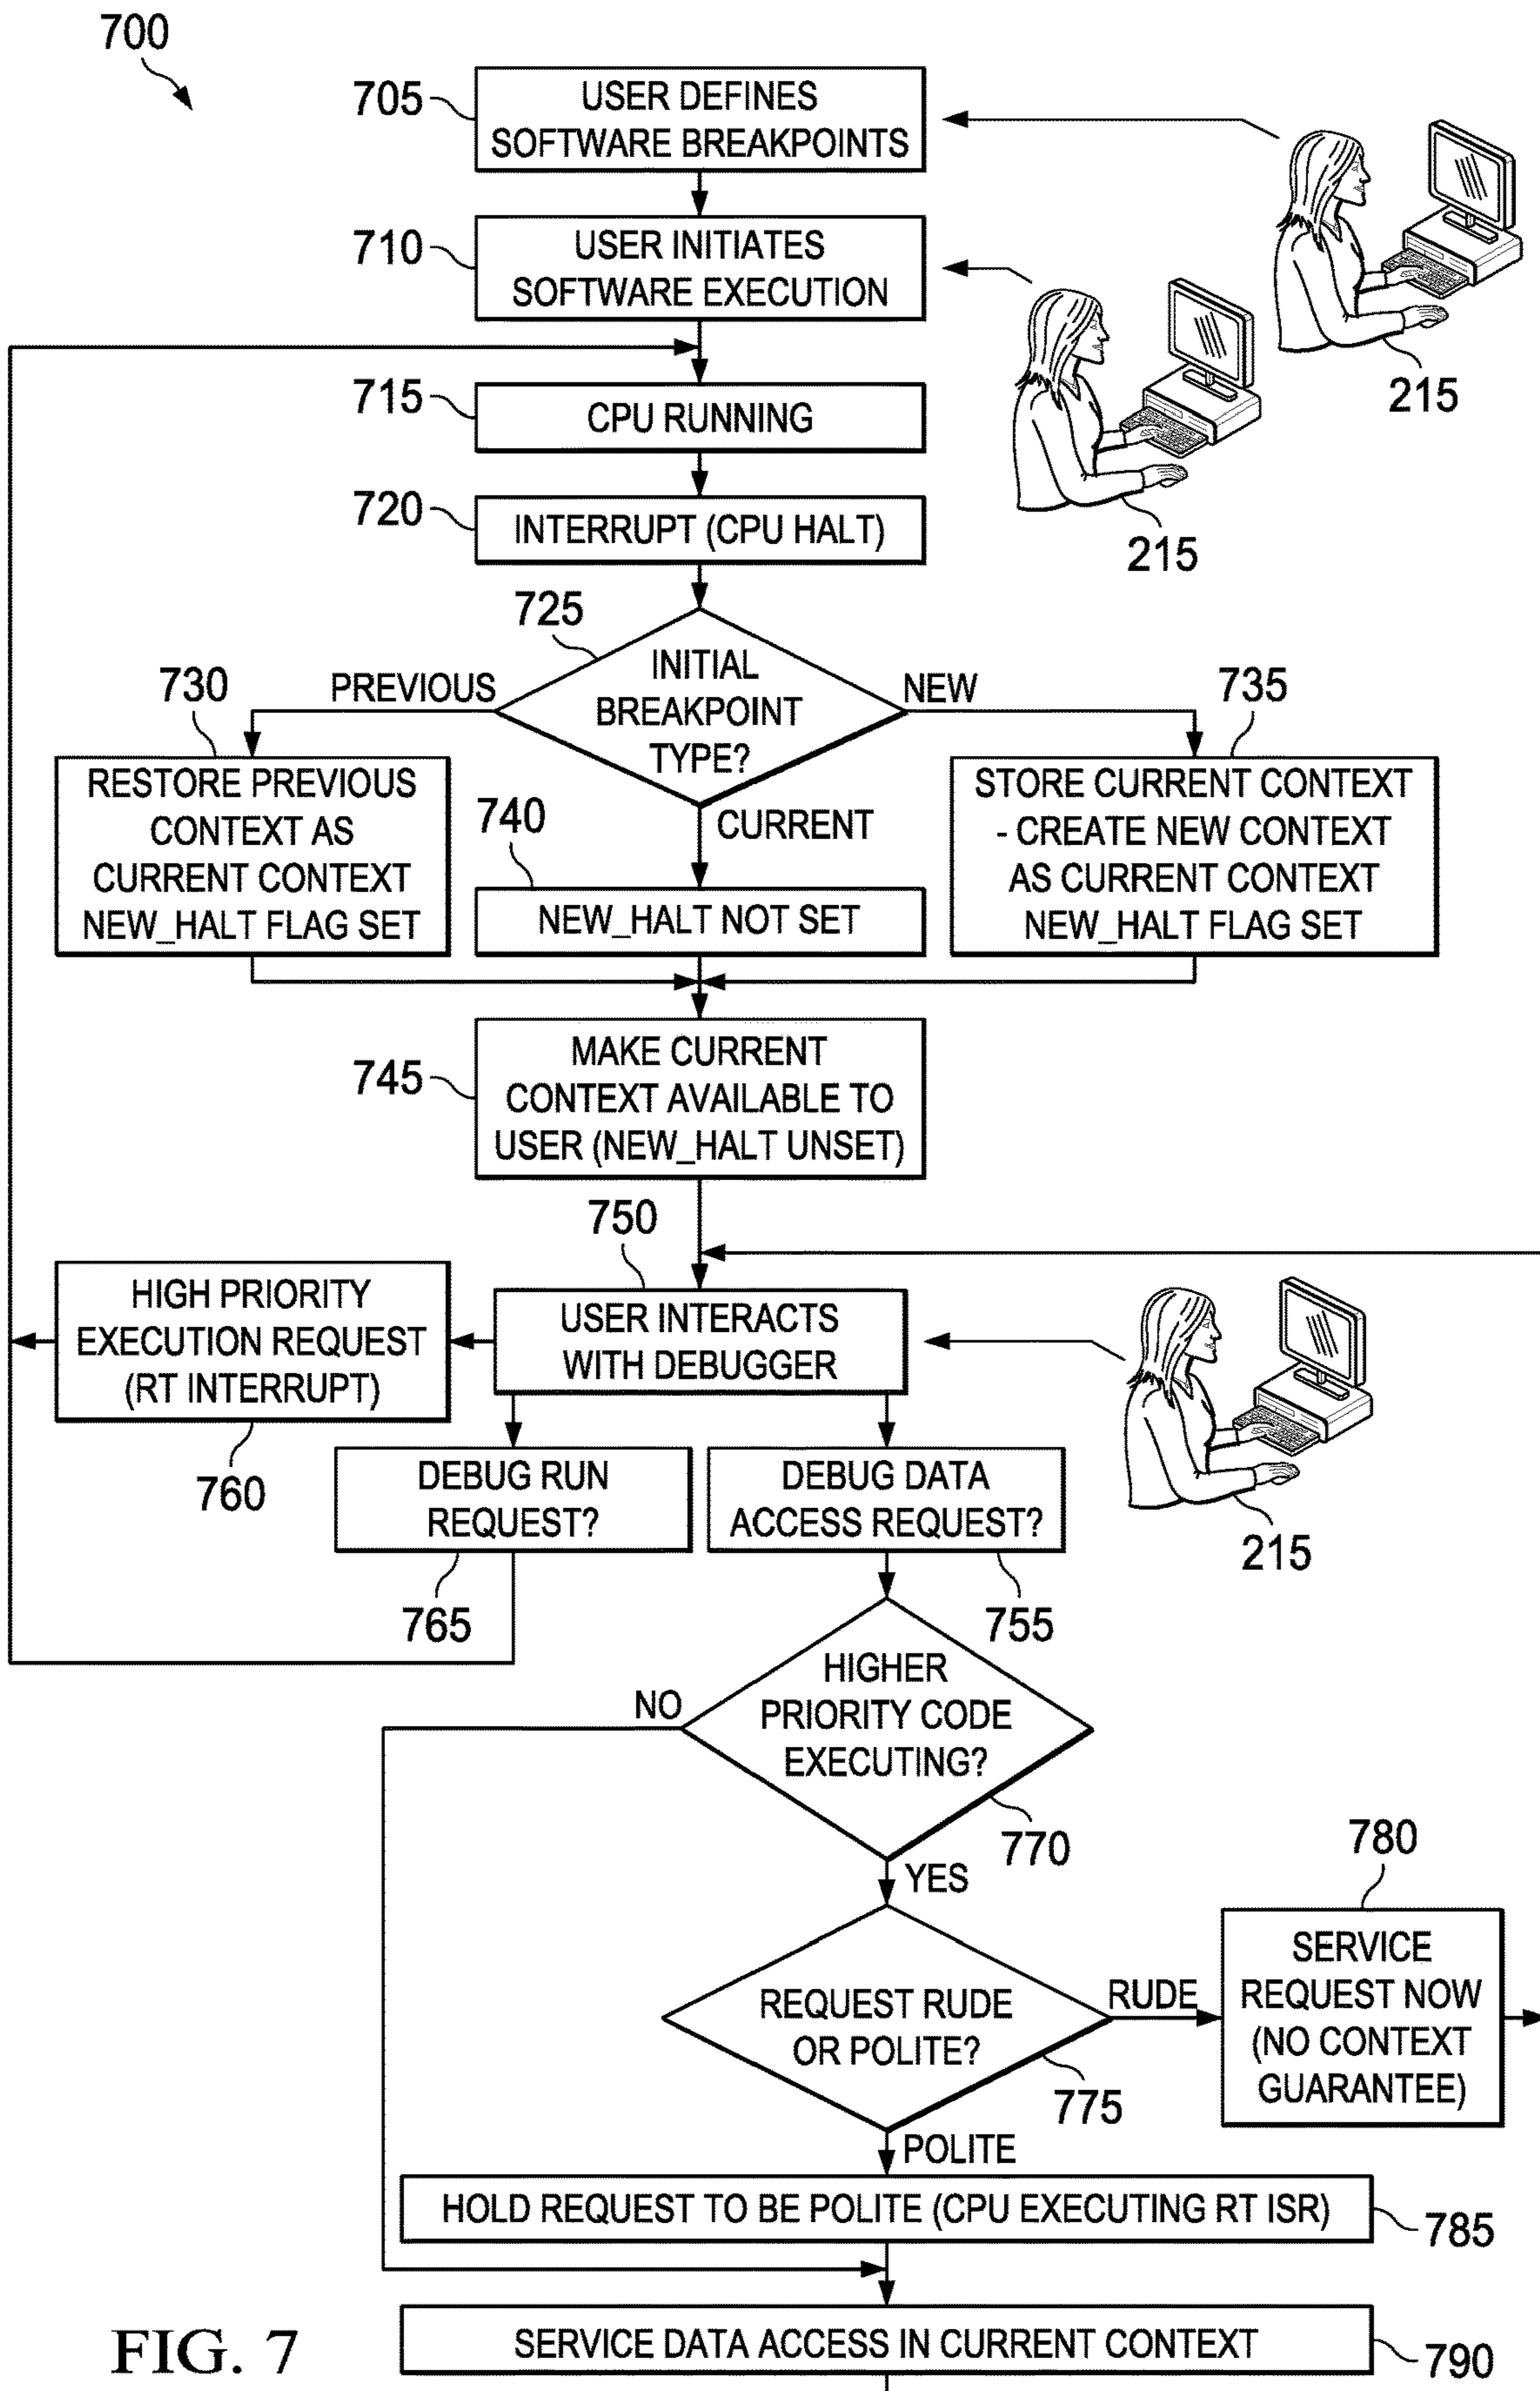 700
705
USER DEFINES
SOFTWARE BREAKPOINTS
710
USER INITIATES
SOFTWARE EXECUTION
215
715
CPU RUNNING
720
INTERRUPT (CPU HALT)
215
725
INITIAL
BREAKPOINT
TYPE?
PREVIOUS
NEW
CURRENT
730
RESTORE PREVIOUS
CONTEXT AS
CURRENT CONTEXT
NEW_HALT FLAG SET
740
NEW_HALT NOT SET
735
STORE CURRENT CONTEXT
- CREATE NEW CONTEXT
AS CURRENT CONTEXT
NEW_HALT FLAG SET
745
MAKE CURRENT
CONTEXT AVAILABLE TO
USER (NEW_HALT UNSET)
750
USER INTERACTS
WITH DEBUGGER
HIGH PRIORITY
EXECUTION REQUEST
(RT INTERRUPT)
760
DEBUG RUN
REQUEST?
765
DEBUG DATA
ACCESS REQUEST?
755
215
HIGHER
PRIORITY CODE
EXECUTING?
NO
770
YES
REQUEST RUDE
OR POLITE?
775
RUDE
780
SERVICE
REQUEST NOW
(NO CONTEXT
GUARANTEE)
POLITE
HOLD REQUEST TO BE POLITE (CPU EXECUTING RT ISR)
785
SERVICE DATA ACCESS IN CURRENT CONTEXT
790
FIG. 7